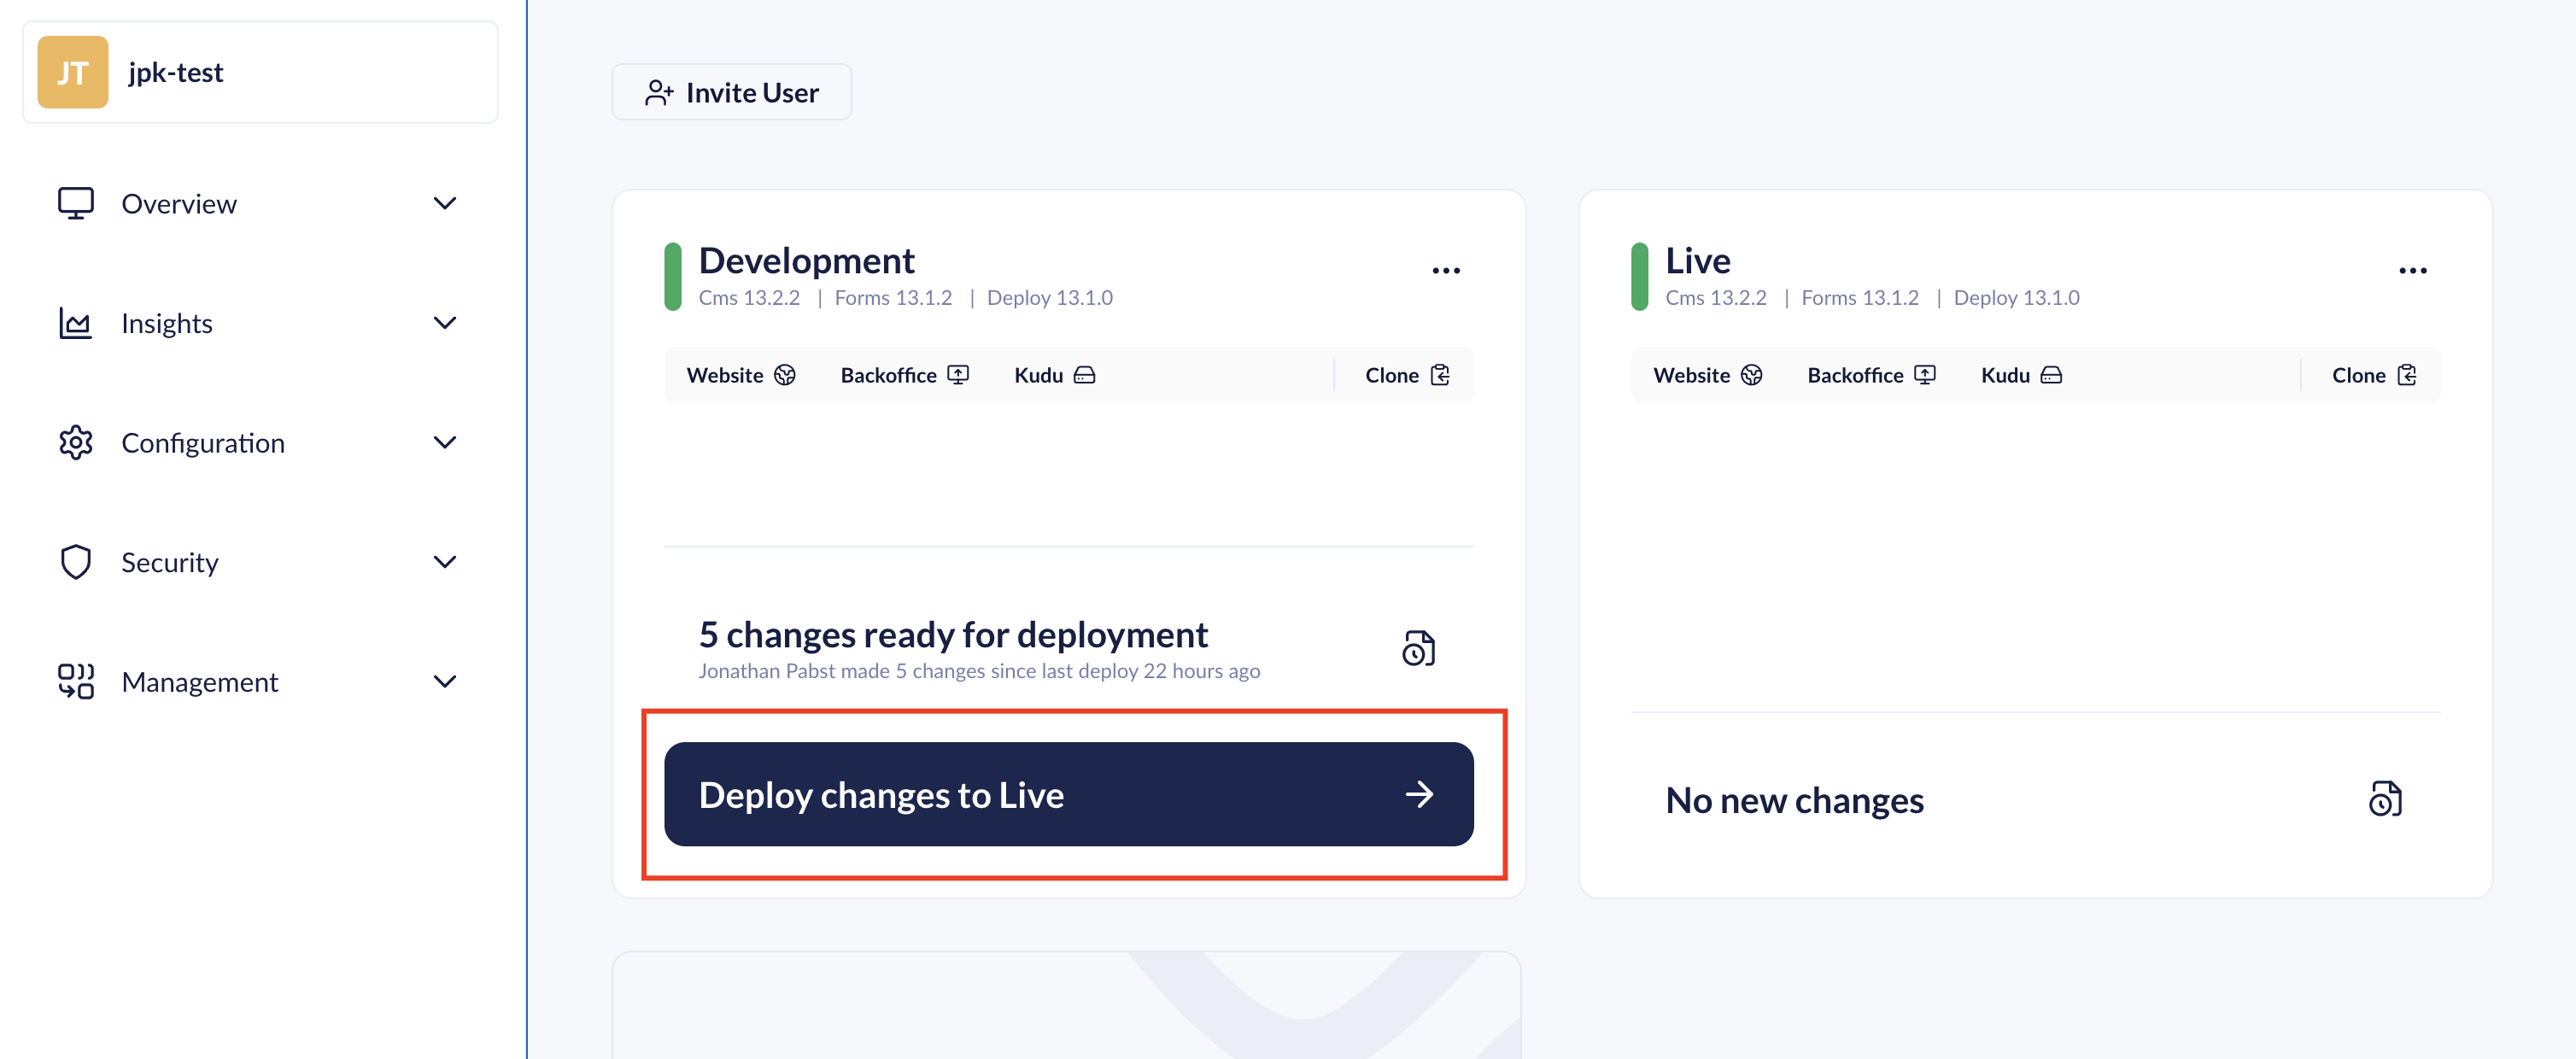 JT jpk-test
Overview
Insights
Configuration
Security
Management
Invite User
Development
Cms 13.2.2 | Forms 13.1.2 | Deploy 13.1.0
Website Backoffice Kudu Clone
5 changes ready for deployment
Jonathan Pabst made 5 changes since last deploy 22 hours ago
Deploy changes to Live
Live
Cms 13.2.2 | Forms 13.1.2 | Deploy 13.1.0
Website Backoffice Kudu Clone
No new changes